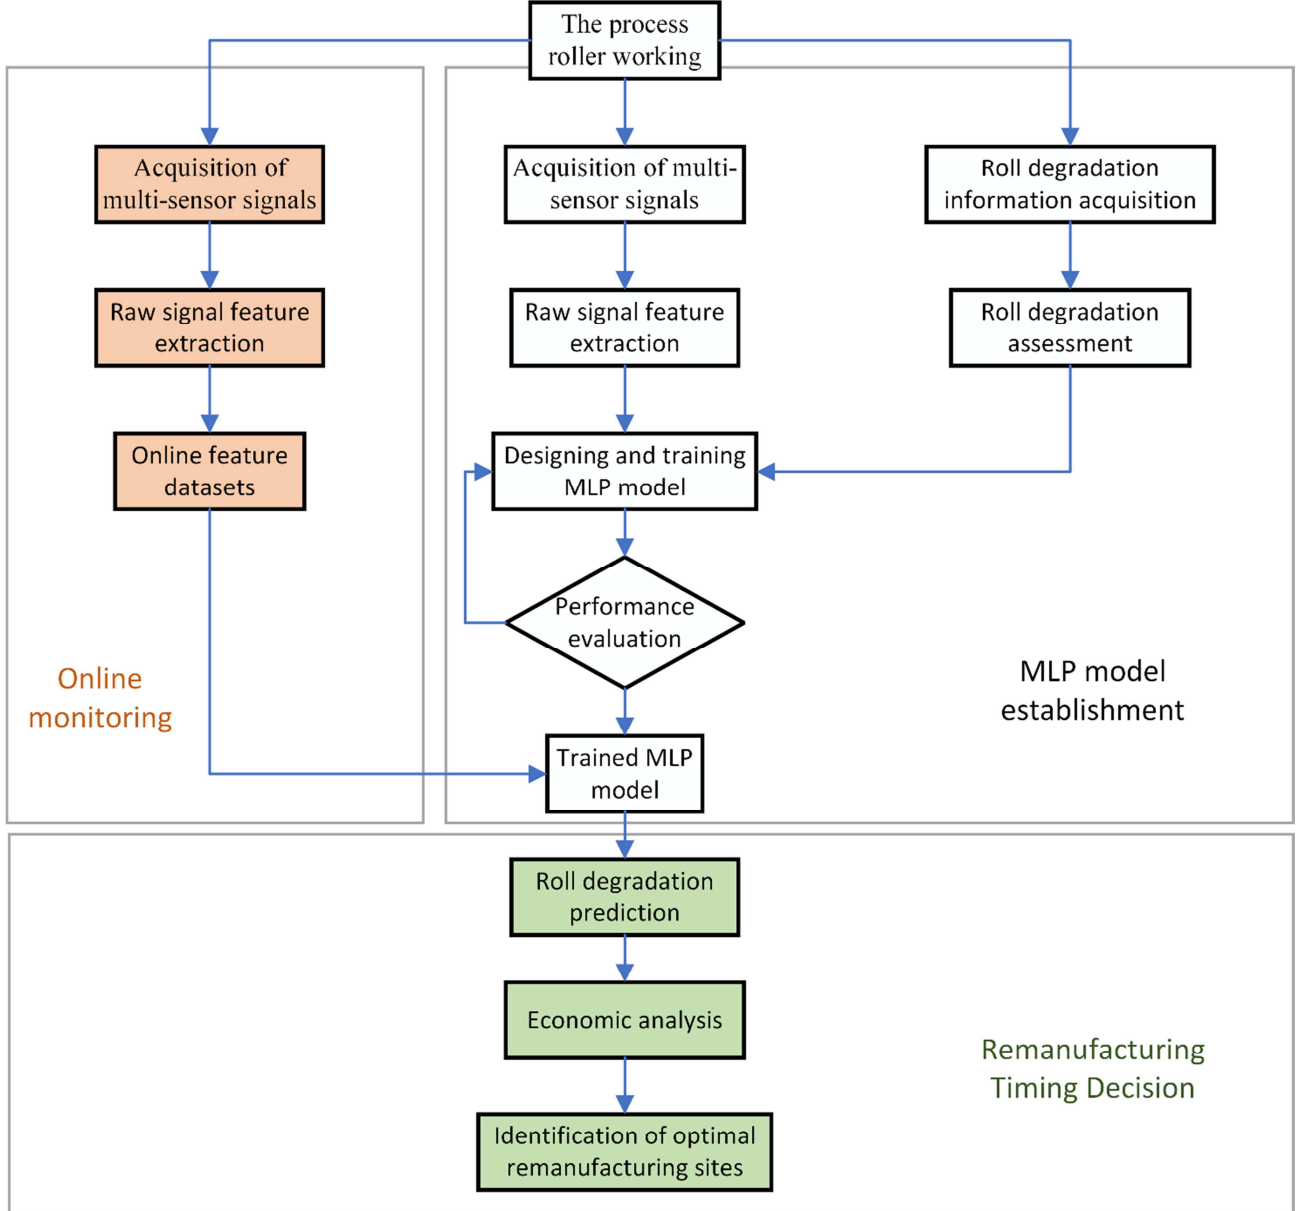 The process
roller working
Acquisition of
multi-sensor signals
Raw signal feature
extraction
Online feature
datasets
Online
monitoring
Acquisition of multi-
sensor signals
Raw signal feature
extraction
Designing and training
MLP model
Performance
evaluation
Trained MLP
model
Roll degradation
information acquisition
Roll degradation
assessment
MLP model
establishment
Roll degradation
prediction
Economic analysis
Identification of optimal
remanufacturing sites
Remanufacturing
Timing Decision